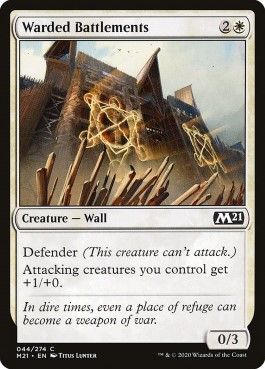 Warded Battlements 2
Creature — Wall M21
Defender (This creature can't attack.)
Attacking creatures you control get
+1/+0.
In dire times, even a place of refuge can
become a weapon of war.
0/3
044/274 C
M21 • EN Titus Lunter ™ & © 2020 Wizards of the Coast